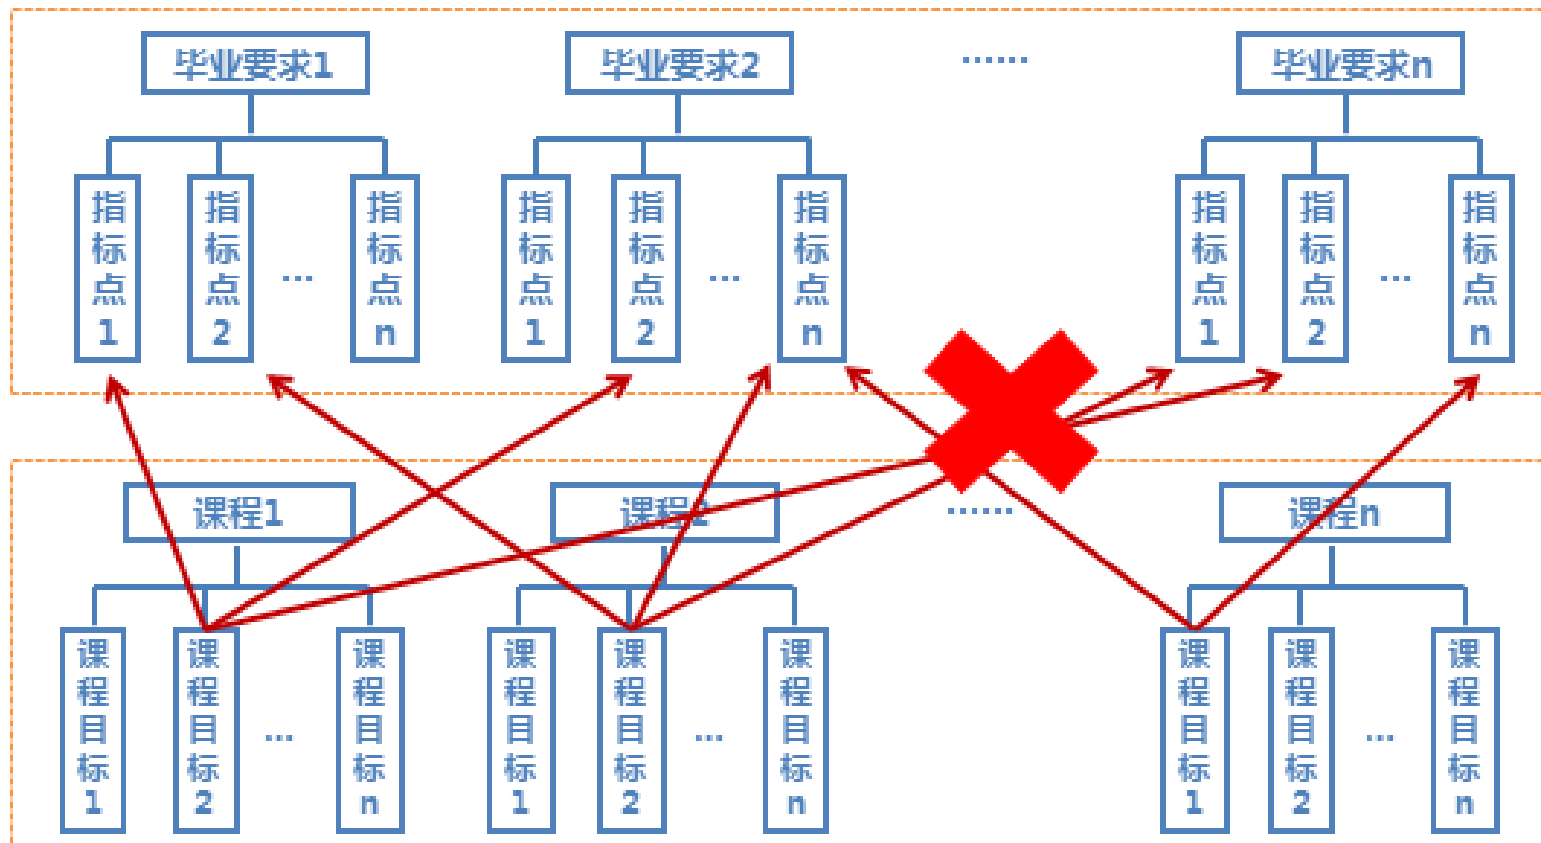 毕业要求1
毕业要求2
……
毕业要求n
指标点1
指标点2
…
指标点n
指标点1
指标点2
…
指标点n
指标点1
指标点2
…
指标点n
课程1
课程2
……
课程n
课程目标1
课程目标2
…
课程目标n
课程目标1
课程目标2
…
课程目标n
课程目标1
课程目标2
…
课程目标n